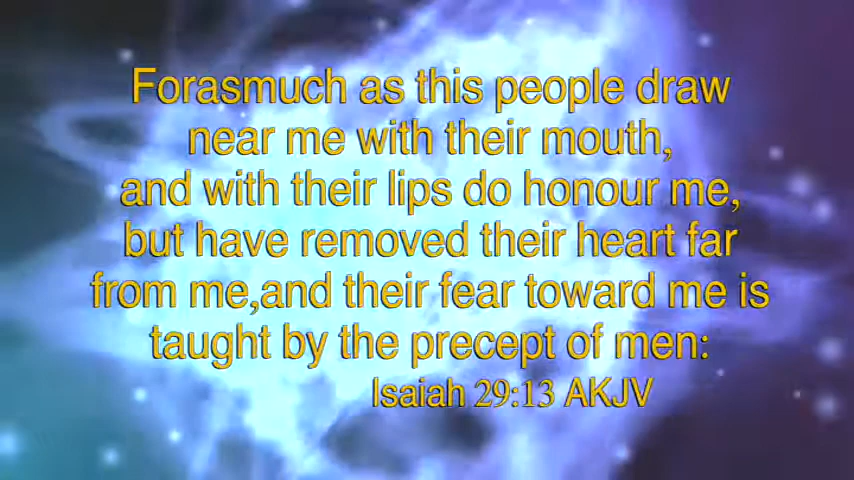 Forasmuch as this people draw
near me with their mouth,
and with their lips do honour me,
but have removed their heart far
from me,and their fear toward me is
taught by the precept of men:
Isaiah 29:13 AKJV